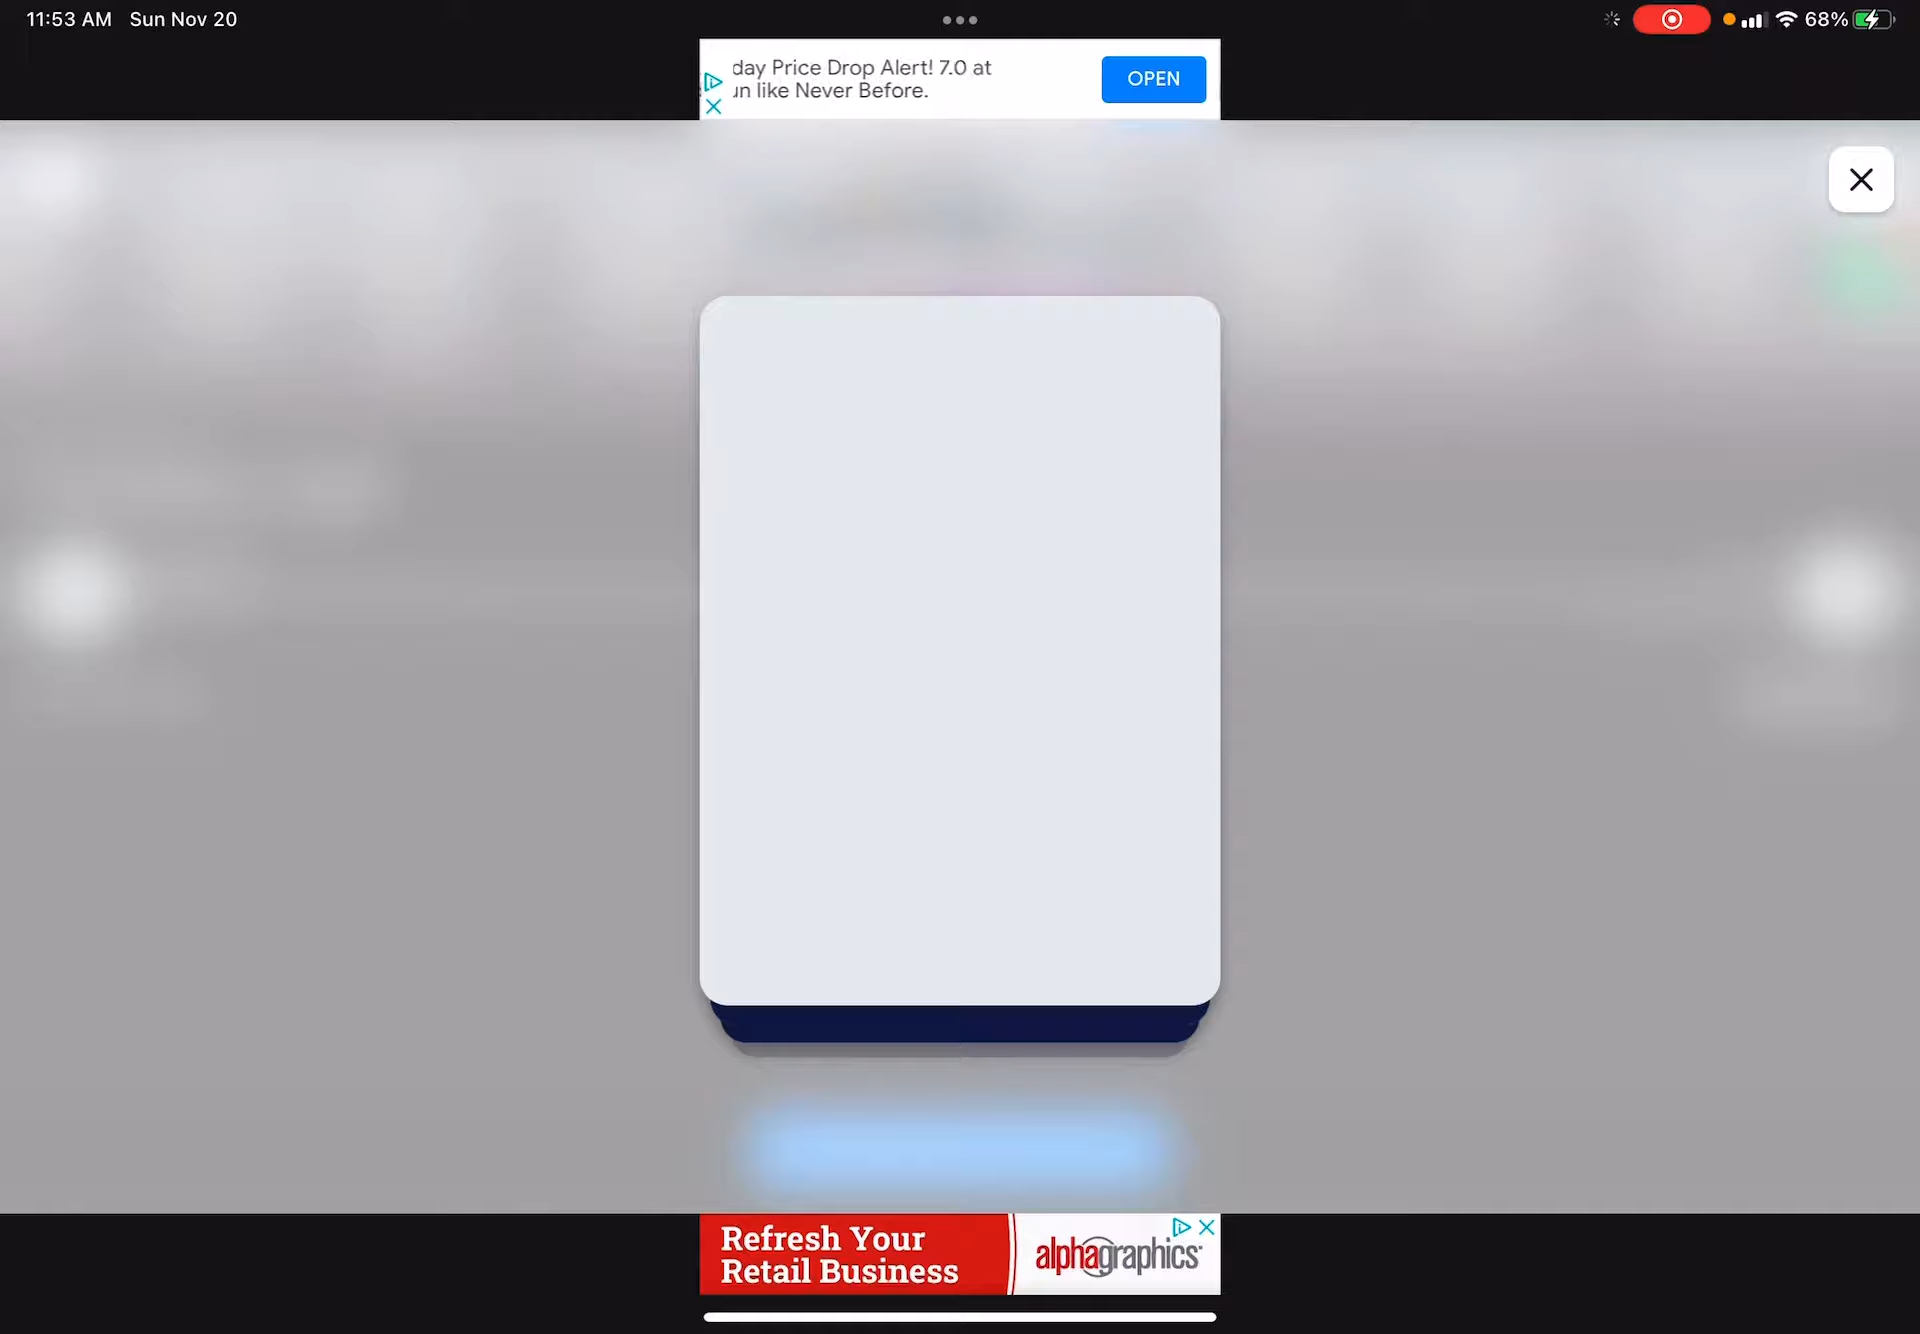 11:53 AM Sun Nov 20
68%
day Price Drop Alert! 7.0 at
un like Never Before.
OPEN
Refresh Your
Retail Business
alphagraphics